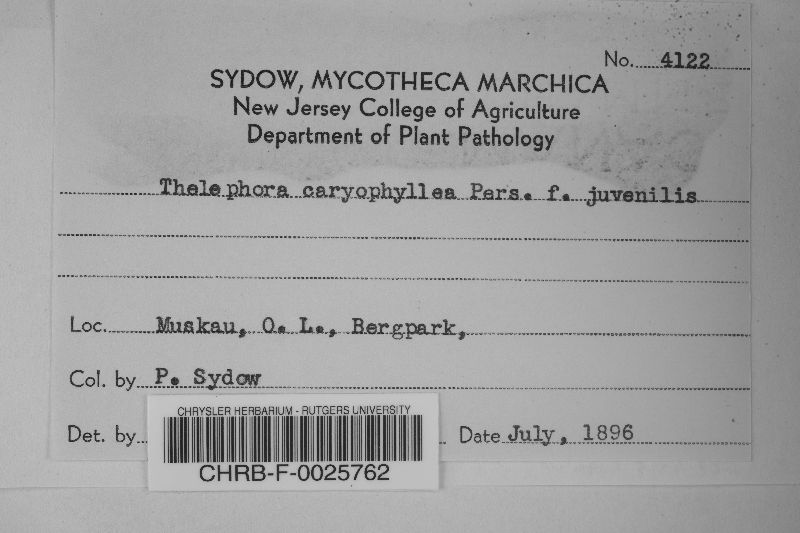 No. 4122
SYDOW, MYCOTHECA MARCHICA
New Jersey College of Agriculture
Department of Plant Pathology
Thelephora caryophyllea Pers. f. juvenilis
Loc. Muskau, O. L., Bergpark,
Col. by P. Sydow
Det. by
Date July, 1896
CHRYSLER HERBARIUM - RUTGERS UNIVERSITY
CHRB-F-0025762